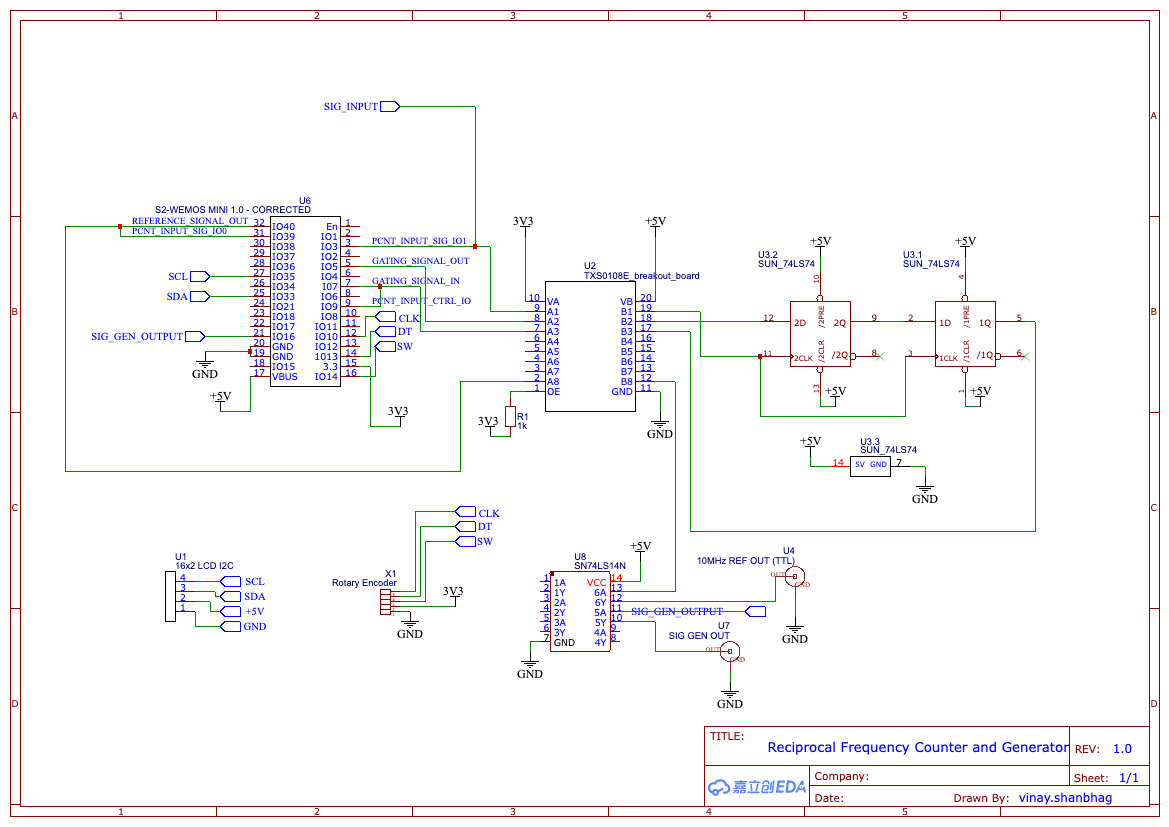 1 2 3 4 5
A A
B B
C C
D D
SIG_INPUT
U6
S2-WEMOS MINI 1.0 - CORRECTED
REFERENCE_SIGNAL_OUT
PCNT_INPUT_SIG_IO0
32 IO40 En 1
31 IO39 IO1 2
30 IO38 IO3 3
29 IO37 IO2 4
28 IO36 IO5 5
27 IO35 IO4 6
26 IO34 I07 7
25 IO33 IO6 8
24 IO21 IO9 9
23 IO18 IO8 10
22 IO17 IO11 11
21 IO16 IO10 12
20 GND IO12 13
19 GND 1013 14
18 IO15 3.3 15
17 VBUS IO14 16
PCNT_INPUT_SIG_IO1
GATING_SIGNAL_OUT
GATING_SIGNAL_IN
PCNT_INPUT_CTRL_IO
SCL
SDA
SIG_GEN_OUTPUT
GND
+5V
CLK
DT
SW
3V3
3V3
+5V
U2
TXS0108E_breakout_board
10 VA VB 20
9 A1 B1 19
8 A2 B2 18
7 A3 B3 17
6 A4 B4 16
5 A5 B5 15
4 A6 B6 14
3 A7 B7 13
2 A8 B8 12
1 OE GND 11
3V3
R1
1k
GND
U3.2
SUN_74LS74
+5V
10
12 2D 2Q 9
/2PRE
11 2CLK /2Q 8
/2CLR
13
+5V
U3.1
SUN_74LS74
+5V
4
2 1D 1Q 5
/1PRE
3 1CLK /1Q 6
/1CLR
1
+5V
+5V
U3.3
SUN_74LS74
14 5V GND 7
GND
U1
16x2 LCD I2C
4 SCL
3 SDA
2 +5V
1 GND
X1
Rotary Encoder
CLK
DT
SW
3V3
GND
U8
SN74LS14N
+5V
1 1A VCC 14
2 1Y 6A 13
3 2A 6Y 12
4 2Y 5A 11
5 3A 5Y 10
6 3Y 4A 9
7 GND 4Y 8
GND
SIG_GEN_OUTPUT
10MHz REF OUT (TTL)
U4
OUT
GND
GND
U7
SIG GEN OUT
OUT
GND
GND
TITLE:
Reciprocal Frequency Counter and Generator
REV: 1.0
嘉立创EDA
Company:
Sheet: 1/1
Date:
Drawn By: vinay.shanbhag
1 2 3 4 5